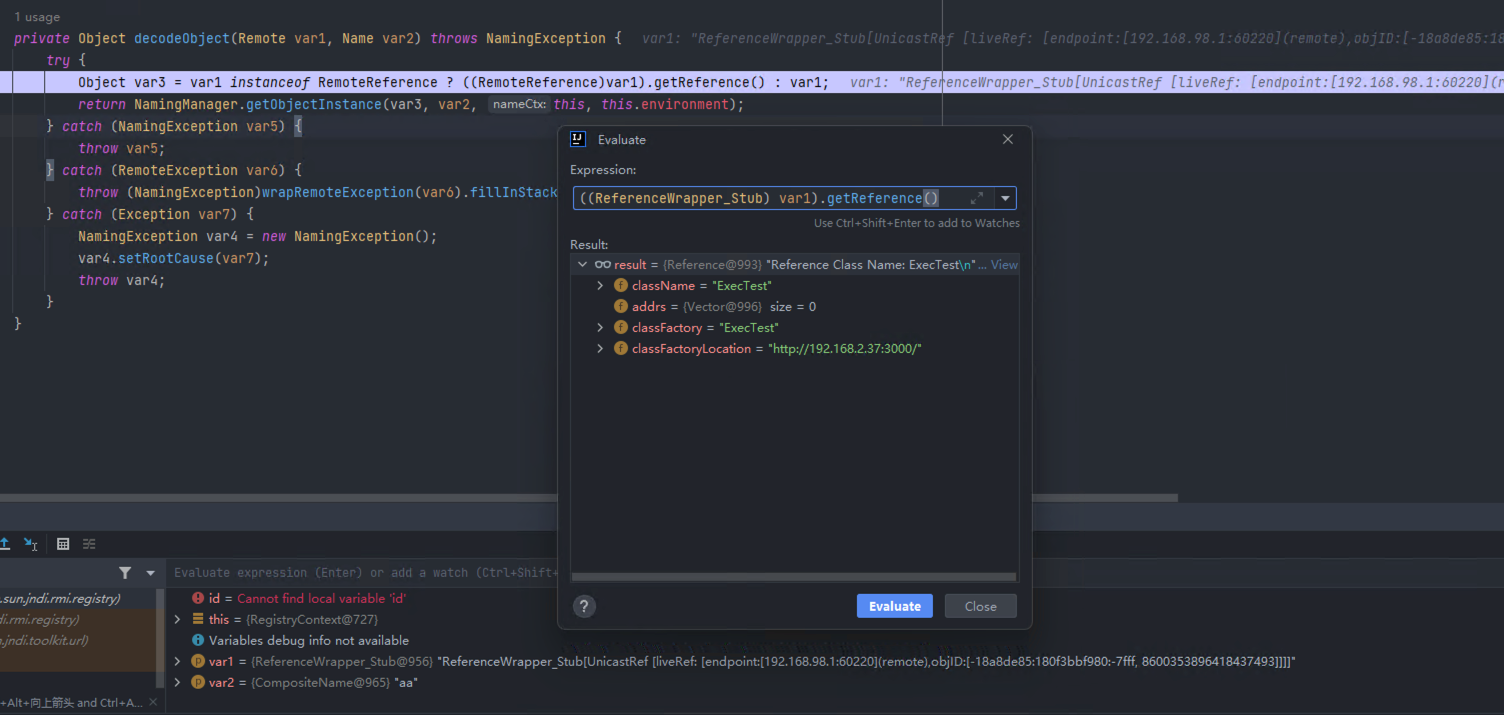 1 usage
private Object decodeObject(Remote var1, Name var2) throws NamingException {   var1: "ReferenceWrapper_Stub[UnicastRef [liveRef: [endpoint:[192.168.98.1:60220](remote),objID:[-18a8de85:18
try {
Object var3 = var1 instanceof RemoteReference ? ((RemoteReference)var1).getReference() : var1;   var1: "ReferenceWrapper_Stub[UnicastRef [liveRef: [endpoint:[192.168.98.1:60220](r
return NamingManager.getObjectInstance(var3, var2, nameCtx: this, this.environment);
} catch (NamingException var5) {
throw var5;
} catch (RemoteException var6) {
throw (NamingException)wrapRemoteException(var6).fillInStack
} catch (Exception var7) {
NamingException var4 = new NamingException();
var4.setRootCause(var7);
throw var4;
}
}
Evaluate
Expression:
((ReferenceWrapper_Stub) var1).getReference()
Use Ctrl+Shift+Enter to add to Watches
Result:
result = {Reference@993} "Reference Class Name: ExecTest\n"... View
className = "ExecTest"
addrs = {Vector@996} size = 0
classFactory = "ExecTest"
classFactoryLocation = "http://192.168.2.37:3000/"
?
Evaluate
Close
Evaluate expression (Enter) or add a watch (Ctrl+Shift+
.sun.jndi.rmi.registry)
di.rmi.registry)
.jndi.toolkit.url)
+Alt+向上箭头 and Ctrl+A...
id = Cannot find local variable 'id'
this = {RegistryContext@727}
Variables debug info not available
var1 = {ReferenceWrapper_Stub@956} "ReferenceWrapper_Stub[UnicastRef [liveRef: [endpoint:[192.168.98.1:60220](remote),objID:[-18a8de85:180f3bbf980:-7fff, 8600353896418437493]]]]"
var2 = {CompositeName@965} "aa"